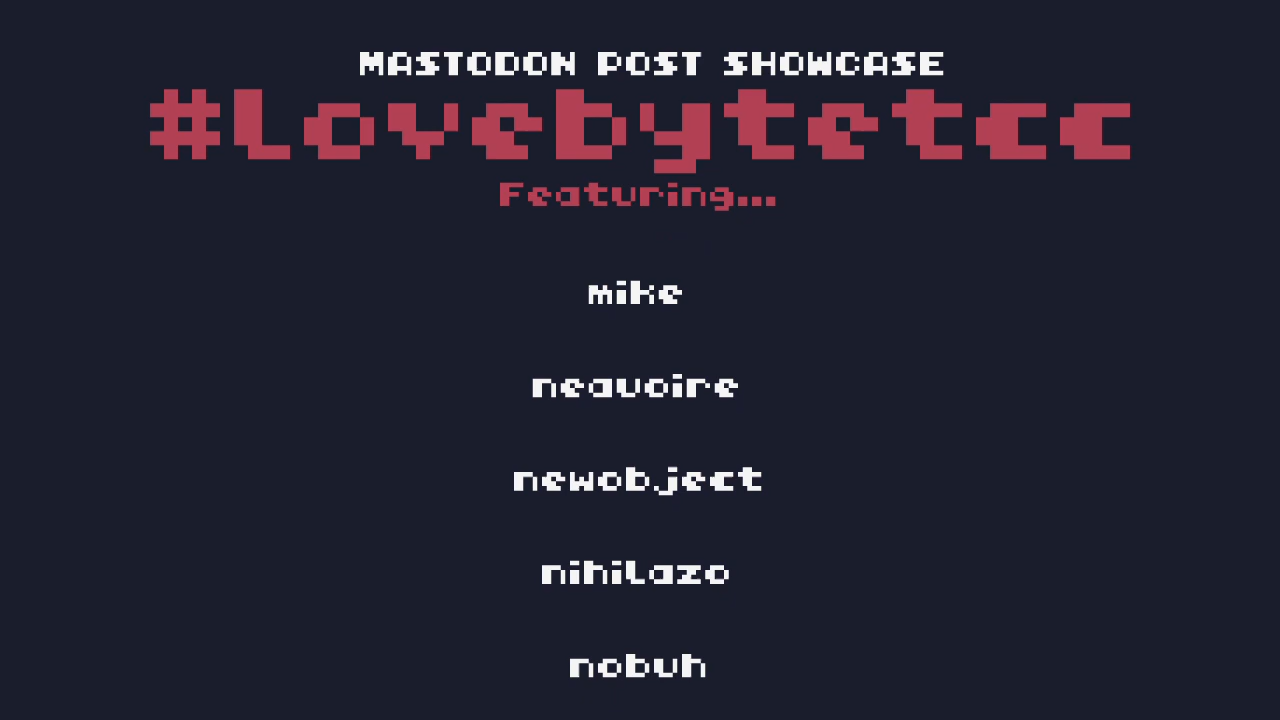 MASTODON POST SHOWCASE
#Lovebytetcc
Featuring...
mike
neauoire
newobject
nihilazo
nobuh